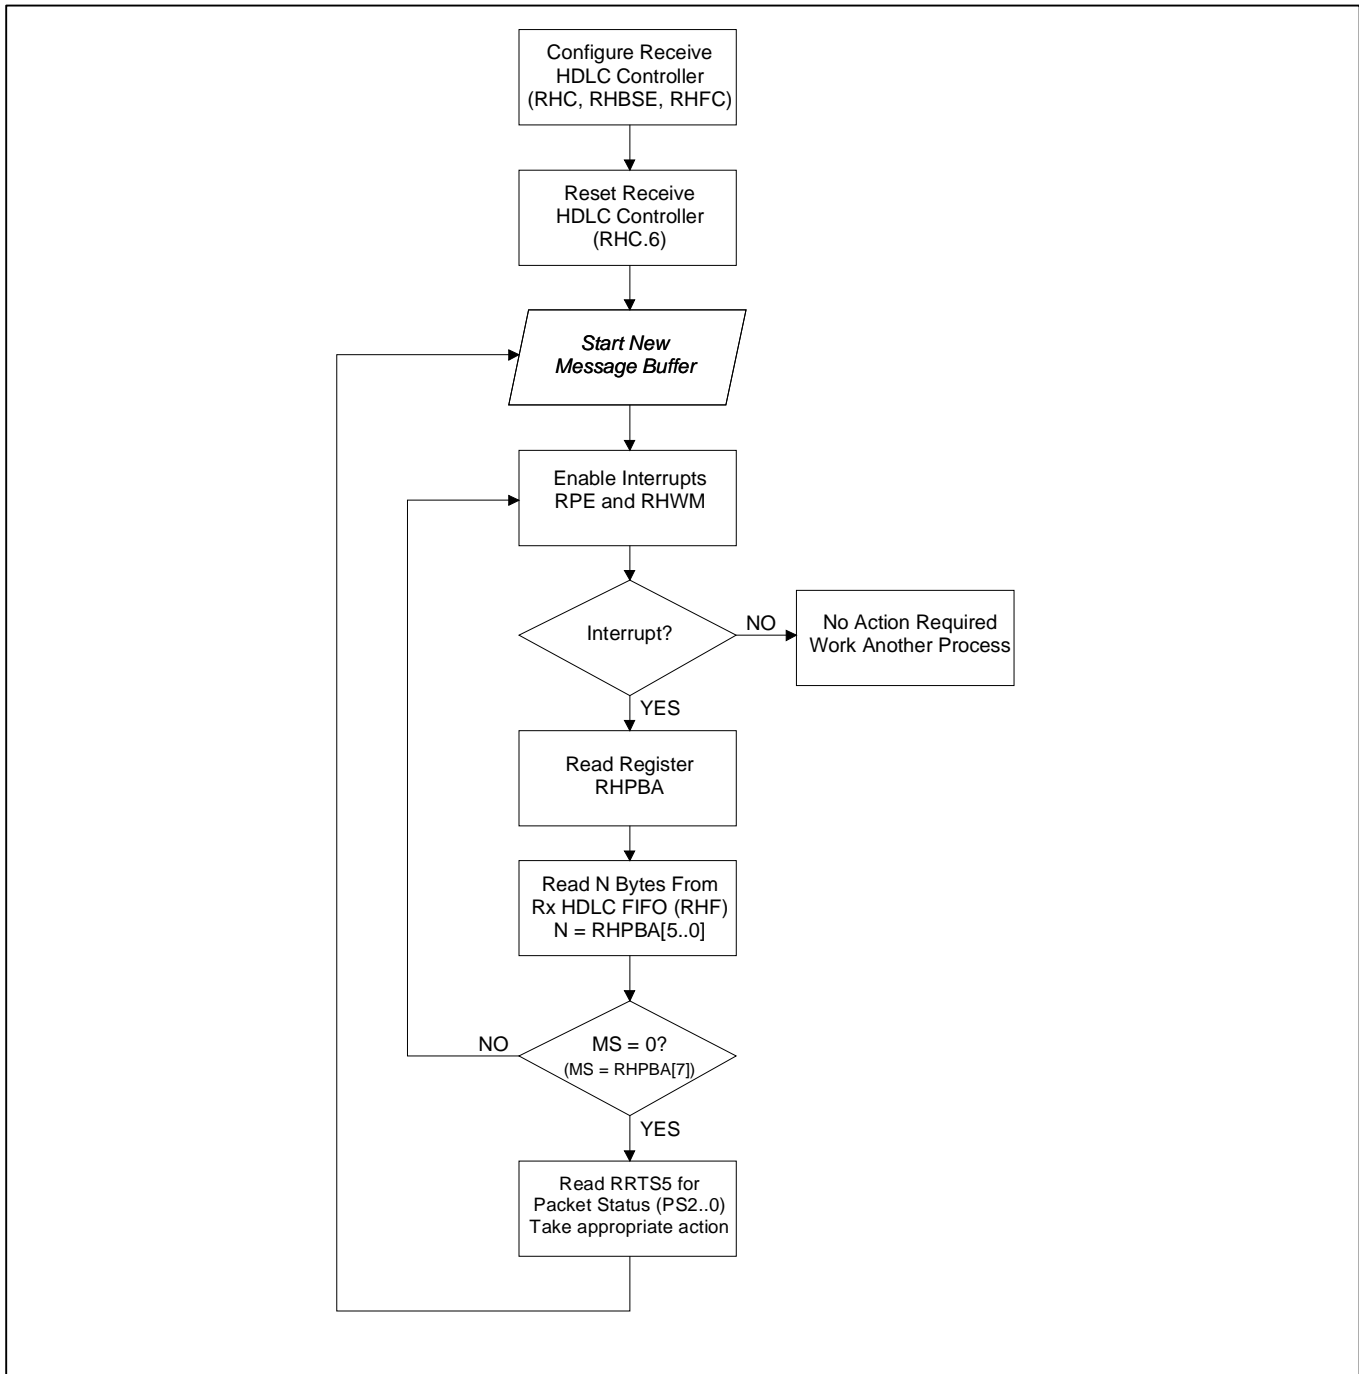 Configure Receive
HDLC Controller
(RHC, RHBSE, RHFC)
Reset Receive
HDLC Controller
(RHC.6)
Start New
Message Buffer
Enable Interrupts
RPE and RHWM
Interrupt?
NO
No Action Required
Work Another Process
YES
Read Register
RHPBA
Read N Bytes From
Rx HDLC FIFO (RHF)
N = RHPBA[5..0]
NO
MS = 0?
(MS = RHPBA[7])
YES
Read RRTS5 for
Packet Status (PS2..0)
Take appropriate action